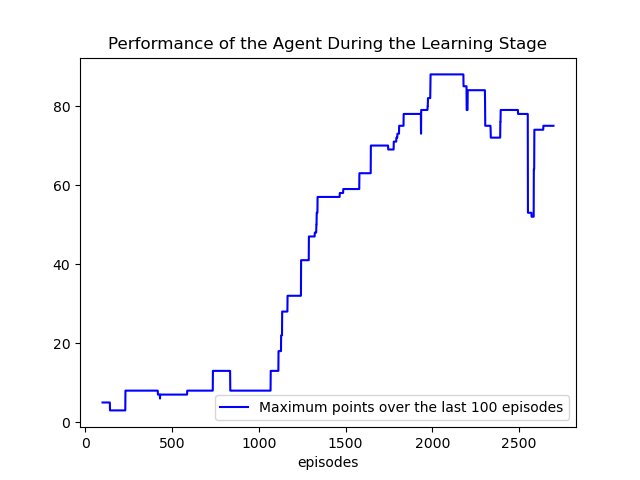 Performance of the Agent During the Learning Stage
80
60
40
20
0
Maximum points over the last 100 episodes
0 500 1000 1500 2000 2500
episodes